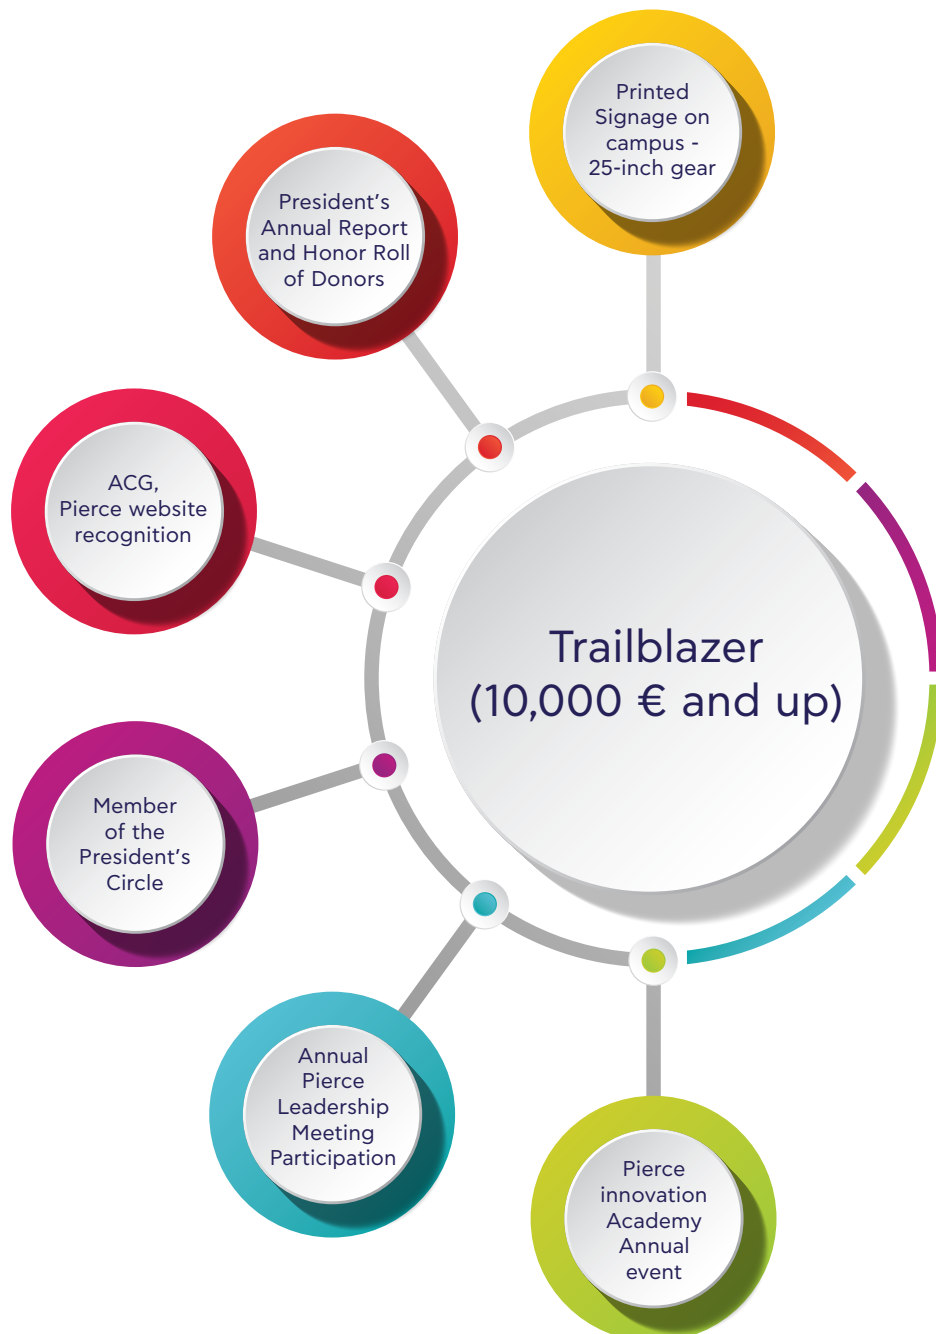 Printed
Signage on
campus -
25-inch gear
President's
Annual Report
and Honor Roll
of Donors
ACG,
Pierce website
recognition
Trailblazer
(10,000 € and up)
Member
of the
President's
Circle
Annual
Pierce
Leadership
Meeting
Participation
Pierce
innovation
Academy
Annual
event